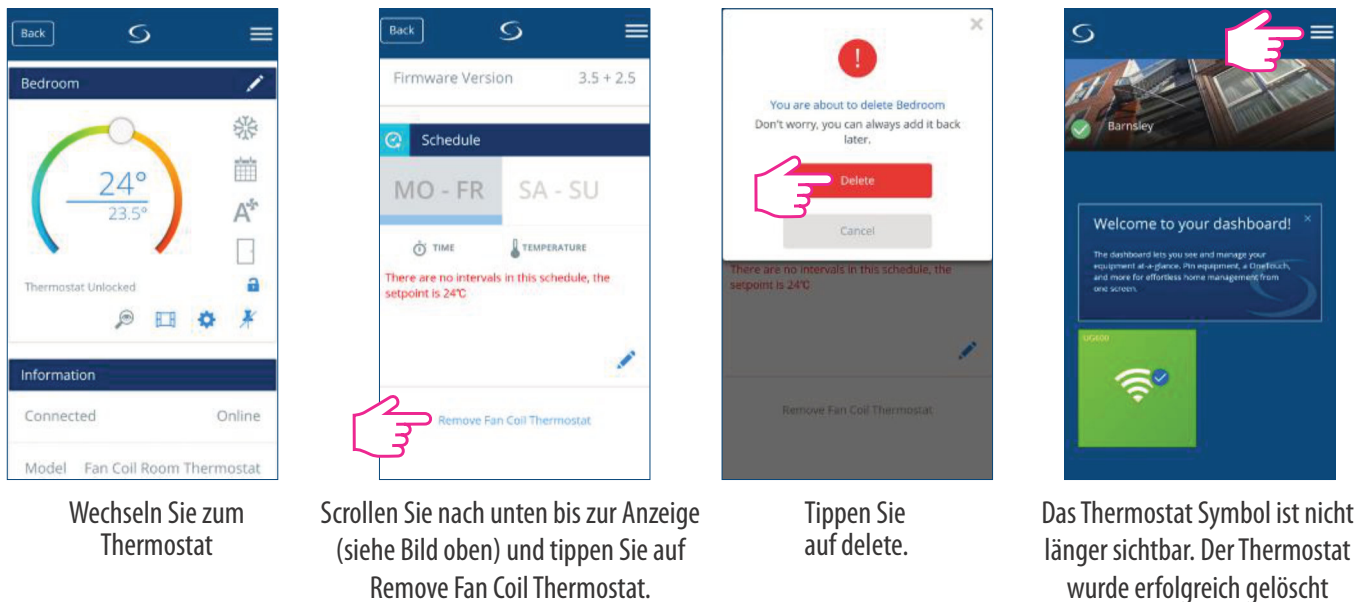 Back
Bedroom
24°
23.5°
A
Thermostat Unlocked
Information
Connected Online
Model Fan Coil Room Thermostat
Wechseln Sie zum
Thermostat
Back
Firmware Version 3.5 + 2.5
Schedule
MO - FR SA - SU
TIME TEMPERATURE
There are no intervals in this schedule, the
setpoint is 24℃
Remove Fan Coil Thermostat
Scrollen Sie nach unten bis zur Anzeige
(siehe Bild oben) und tippen Sie auf
Remove Fan Coil Thermostat.
You are about to delete Bedroom
Don't worry, you can always add it back
later.
Delete
Cancel
There are no intervals in this schedule, the
setpoint is 24℃
Remove Fan Coil Thermostat
Tippen Sie
auf delete.
Barnsley
Welcome to your dashboard!
The dashboard lets you see and manage your
equipment at-a-glance. Pin equipment, a OneTouch,
and more for effortless home management from
one screen.
UG600
Das Thermostat Symbol ist nicht
länger sichtbar. Der Thermostat
wurde erfolgreich gelöscht